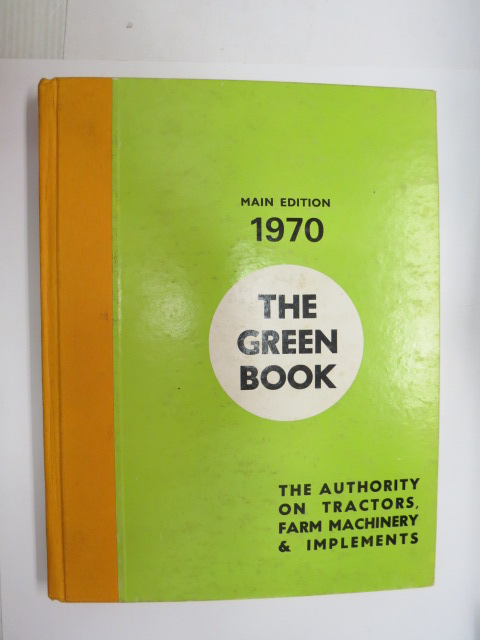 MAIN EDITION
1970
THE
GREEN
BOOK
THE AUTHORITY
ON TRACTORS,
FARM MACHINERY
& IMPLEMENTS